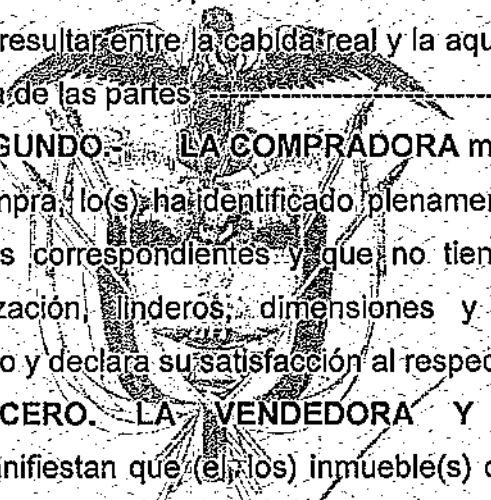 resultar entre la cabida real y la aqu
a de las partes. ------------------------
GUNDO.- LA COMPRADORA m
mpra, lo(s) ha identificado plenamen
s correspondientes y que no tien
zación, linderos, dimensiones y
o y declara su satisfacción al respec
CERO. LA VENDEDORA Y
nifiestan que (el, los) inmueble(s) o